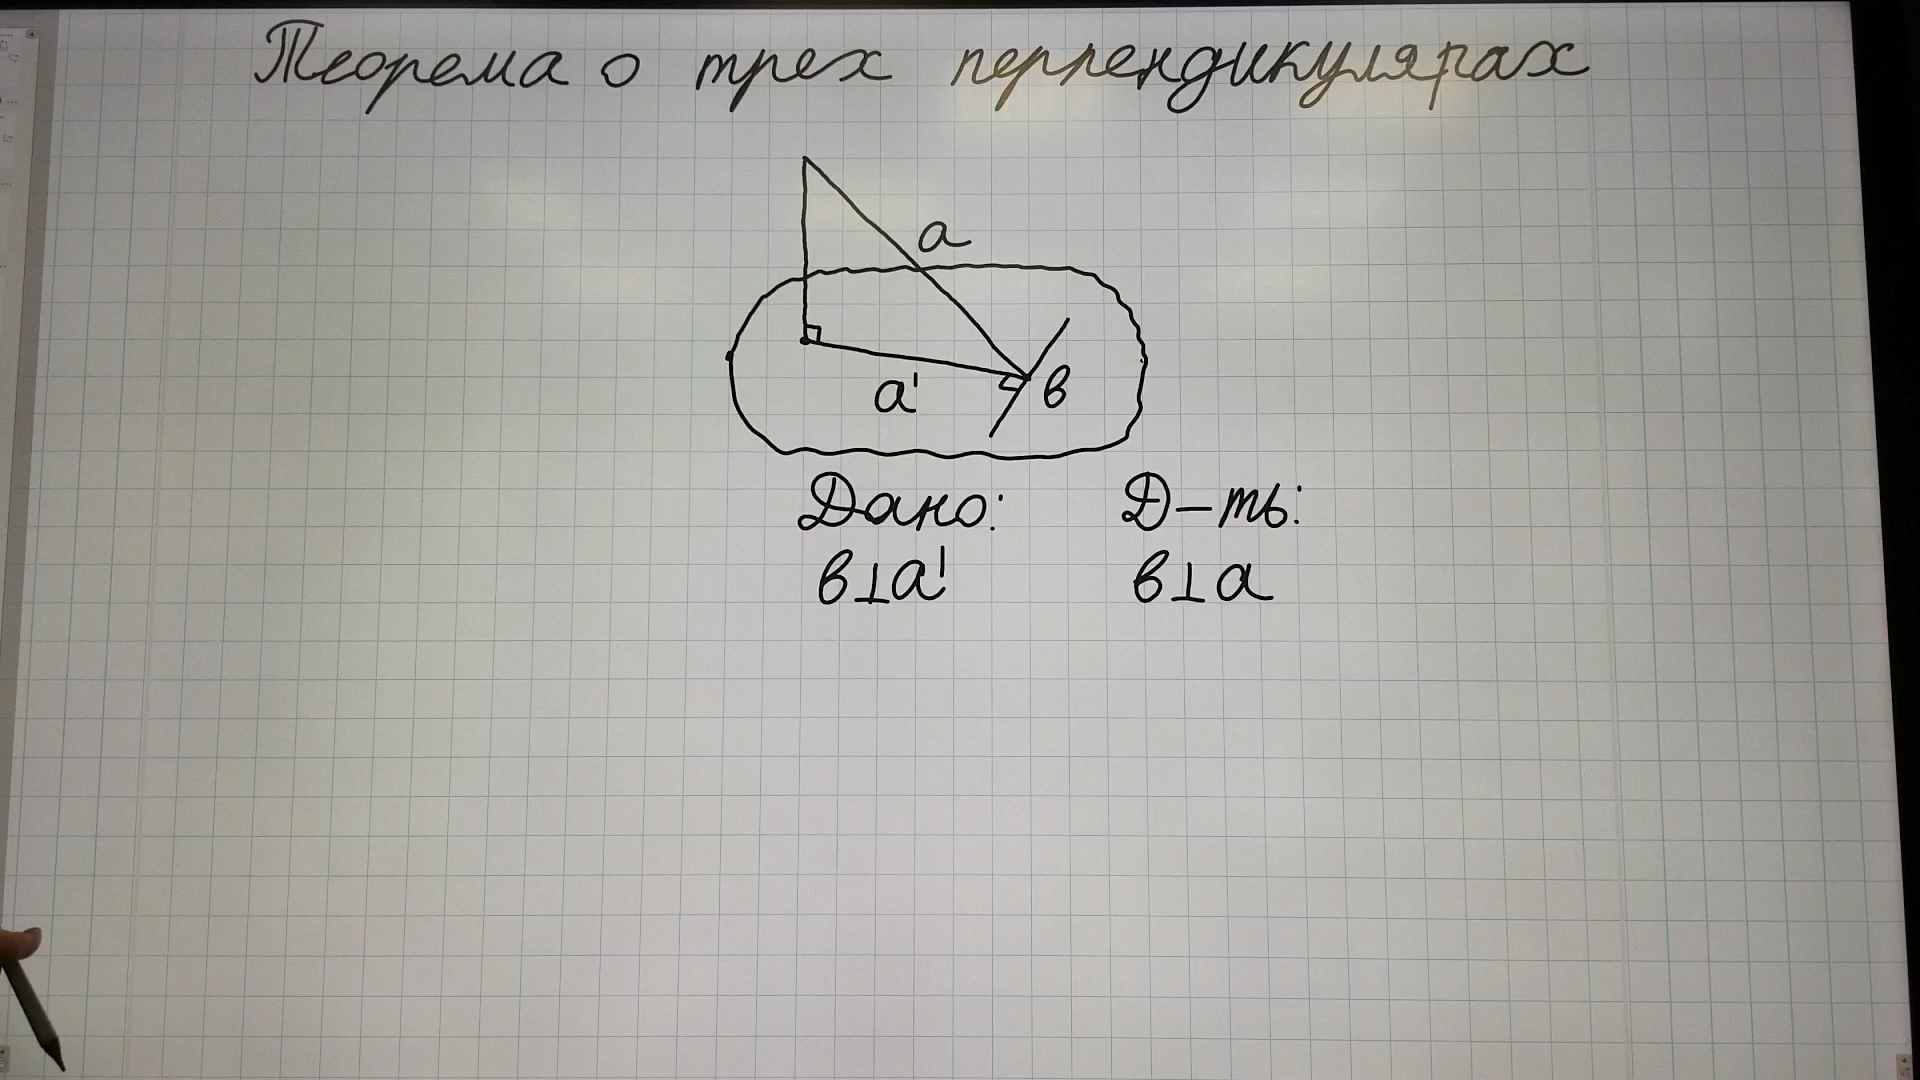 Теорема о трех перпендикулярах
а
а'
в
Дано: Д-ть:
в⊥а' в⊥а